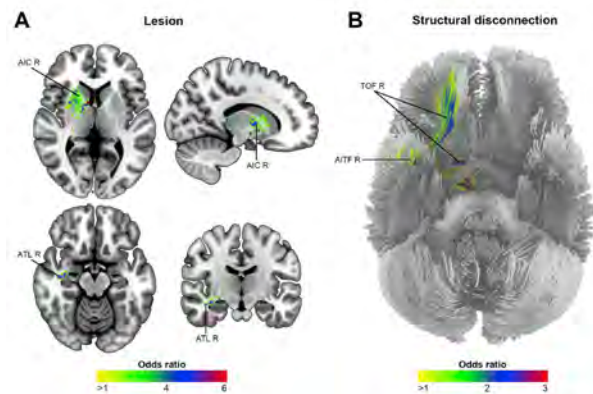 A
Lesion
AIC R
AIC R
ATL R
ATL R
Odds ratio
>1 4 6
B
Structural disconnection
TOF R
AITF R
Odds ratio
>1 2 3